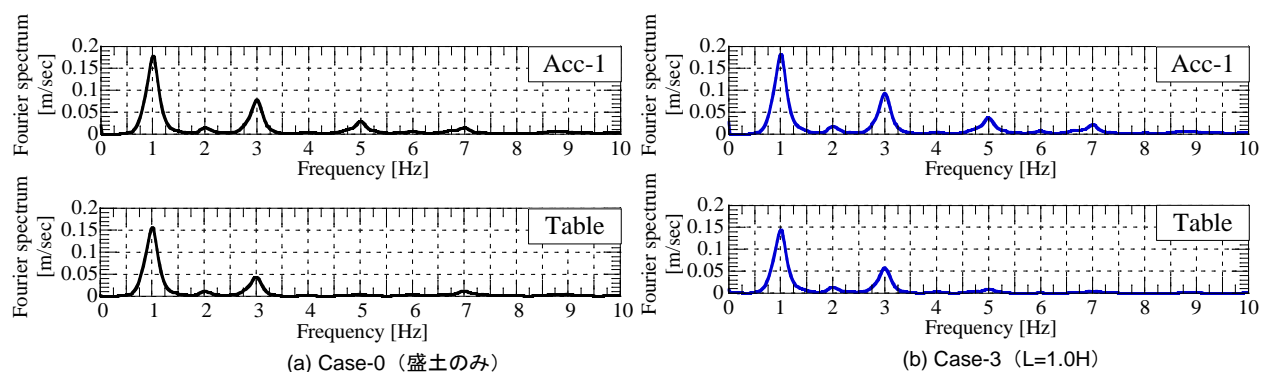 Fourier spectrum
[m/sec]
0.2
0.15
0.1
0.05
0
Acc-1
0 1 2 3 4 5 6 7 8 9 10
Frequency [Hz]
Fourier spectrum
[m/sec]
0.2
0.15
0.1
0.05
0
Table
0 1 2 3 4 5 6 7 8 9 10
Frequency [Hz]
(a) Case-0（盛土のみ）
Fourier spectrum
[m/sec]
0.2
0.15
0.1
0.05
0
Acc-1
0 1 2 3 4 5 6 7 8 9 10
Frequency [Hz]
Fourier spectrum
[m/sec]
0.2
0.15
0.1
0.05
0
Table
0 1 2 3 4 5 6 7 8 9 10
Frequency [Hz]
(b) Case-3（L=1.0H）